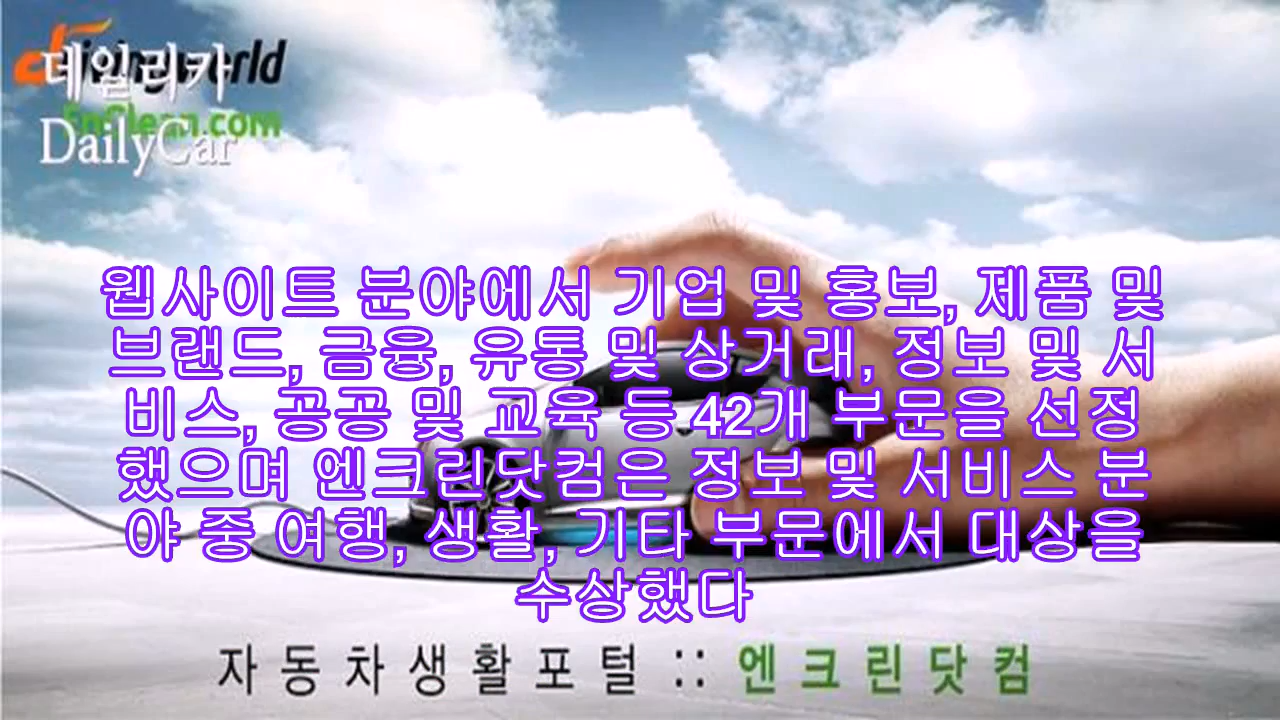 데일리카
DailyCar
EnClean.com
웹사이트 분야에서 기업 및 홍보, 제품 및
브랜드, 금융, 유통 및 상거래, 정보 및 서
비스, 공공 및 교육 등 42개 부문을 선정
했으며 엔크린닷컴은 정보 및 서비스 분
야 중 여행, 생활, 기타 부문에서 대상을
수상했다
자동차생활포털 :: 엔크린닷컴